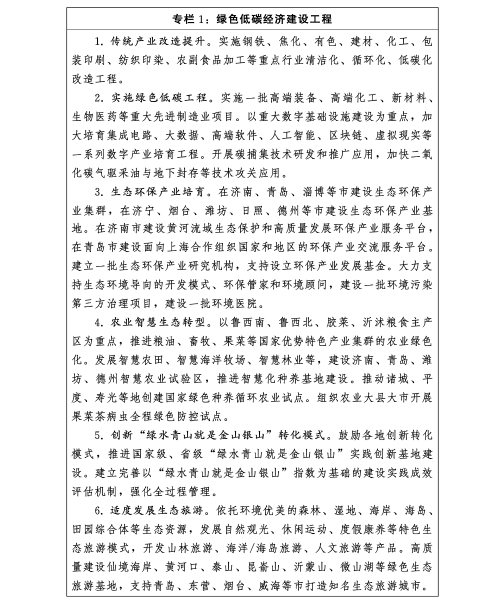 专栏 1：绿色低碳经济建设工程
1. 传统产业改造提升。实施钢铁、焦化、有色、建材、化工、包
装印刷、纺织印染、农副食品加工等重点行业清洁化、循环化、低碳化
改造工程。
2. 实施绿色低碳工程。实施一批高端装备、高端化工、新材料、
生物医药等重大先进制造业项目。以重大数字基础设施建设为重点，加
大培育集成电路、大数据、高端软件、人工智能、区块链、虚拟现实等
一系列数字产业培育工程。开展碳捕集技术研发和推广应用，加快二氧
化碳气驱采油与地下封存等技术攻关应用。
3. 生态环保产业培育。在济南、青岛、淄博等市建设生态环保产
业集群，在济宁、烟台、潍坊、日照、德州等市建设生态环保产业基
地。在济南市建设黄河流域生态保护和高质量发展环保产业服务平台，
在青岛市建设面向上海合作组织国家和地区的环保产业交流服务平台。
建立一批生态环保产业研究机构，支持设立环保产业发展基金。大力支
持生态环境导向的开发模式、环保管家和环境顾问，建设一批环境污染
第三方治理项目，建设一批环境医院。
4. 农业智慧生态转型。以鲁西南、鲁西北、胶莱、沂沭粮食主产
区为重点，推进粮油、畜牧、果菜等国家优势特色产业集群的农业绿色
化。发展智慧农田、智慧海洋牧场、智慧林业等，建设济南、青岛、潍
坊、德州智慧农业试验区，推进智慧化种养基地建设。推动诸城、平
度、寿光等地创建国家绿色种养循环农业试点。组织农业大县大市开展
果菜茶病虫全程绿色防控试点。
5. 创新“绿水青山就是金山银山”转化模式。鼓励各地创新转化
模式，推进国家级、省级“绿水青山就是金山银山”实践创新基地建
设。建立完善以“绿水青山就是金山银山”指数为基础的建设实践成效
评估机制，强化全过程管理。
6. 适度发展生态旅游。依托环境优美的森林、湿地、海岸、海岛、
田园综合体等生态资源，发展自然观光、休闲运动、度假康养等特色生
态旅游模式，开发山林旅游、海洋/海岛旅游、人文旅游等产品。高质
量建设仙境海岸、黄河口、泰山、昆嵛山、沂蒙山、微山湖等绿色生态
旅游基地，支持青岛、东营、烟台、威海等市打造知名生态旅游城市。